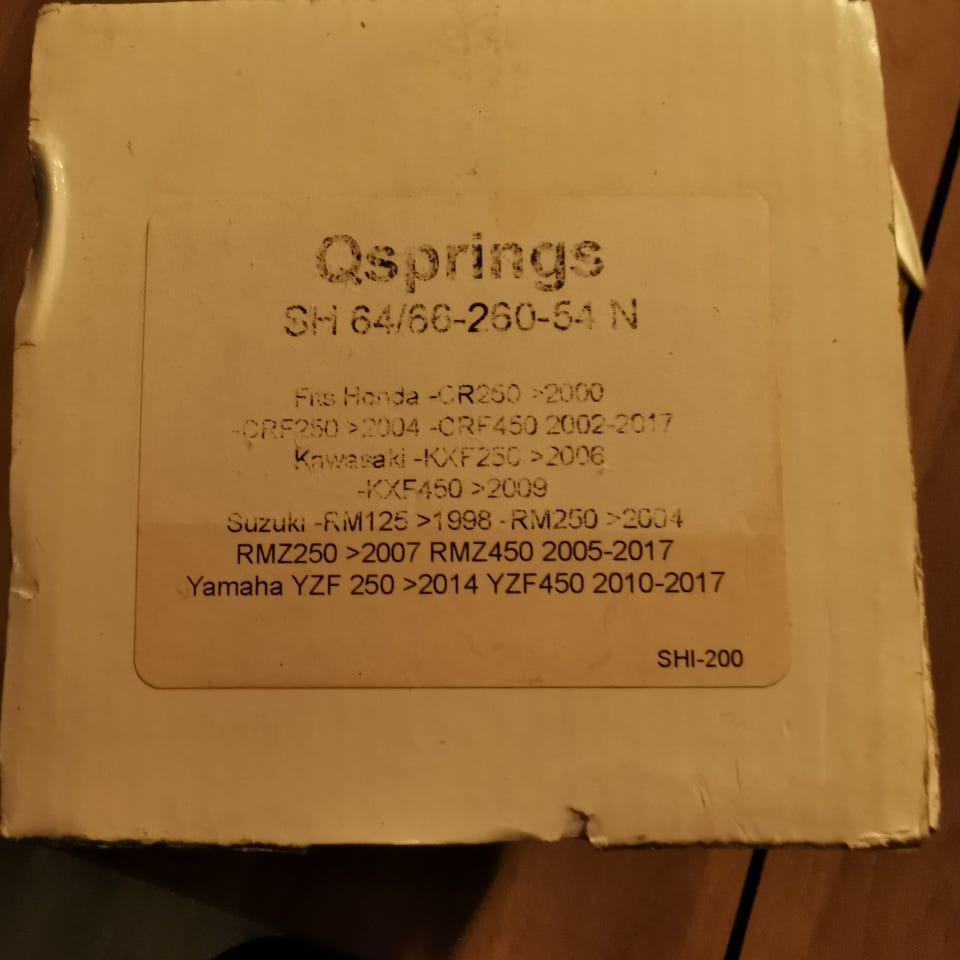 Qsprings
SH 64/66-260-54 N
Fits Honda -CR250 >2000
-CRF250 >2004 -CRF450 2002-2017
Kawasaki -KXF250 >2006
-KXF450 >2009
Suzuki -RM125 >1998 -RM250 >2004
RMZ250 >2007 RMZ450 2005-2017
Yamaha YZF 250 >2014 YZF450 2010-2017
SHI-200